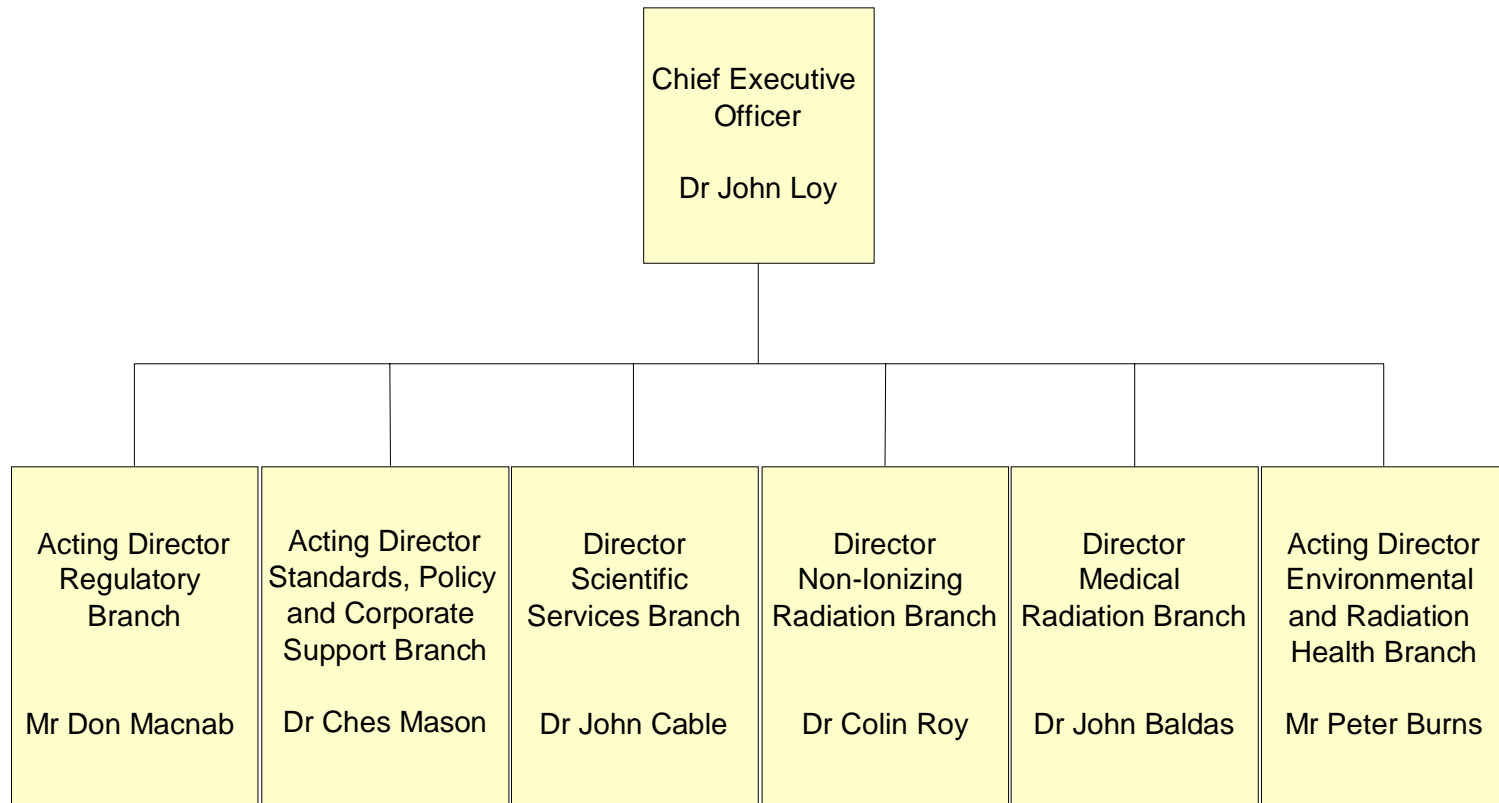 Chief Executive
Officer
Dr John Loy
Acting Director
Regulatory
Branch
Mr Don Macnab
Acting Director
Standards, Policy
and Corporate
Support Branch
Dr Ches Mason
Director
Scientific
Services Branch
Dr John Cable
Director
Non-Ionizing
Radiation Branch
Dr Colin Roy
Director
Medical
Radiation Branch
Dr John Baldas
Acting Director
Environmental
and Radiation
Health Branch
Mr Peter Burns